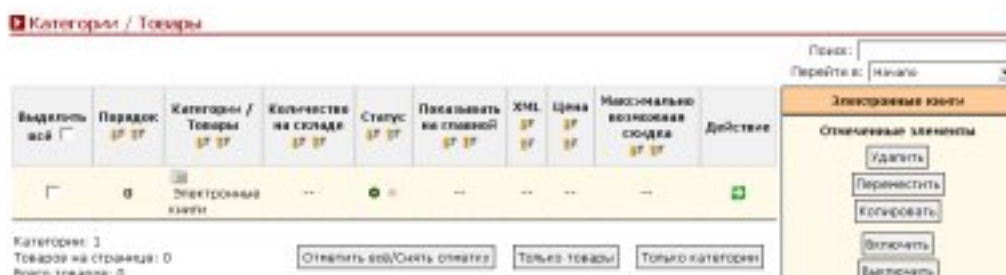 Категории / Товары
Поиск:
Перейти в: Начало
Выделить всё
Порядок
Категории / Товары
Количество на складе
Статус
Показывать на главной
XML
Цена
Максимально возможная скидка
Действие
0
Электронные книги
--
--
--
--
--
Категории: 1
Товаров на странице: 0
Всего товаров: 0
Отметить всё/Снять отметку
Только товары
Только категории
Электронные книги
Отмеченные элементы
Удалить
Переместить
Копировать
Включить
Выключить